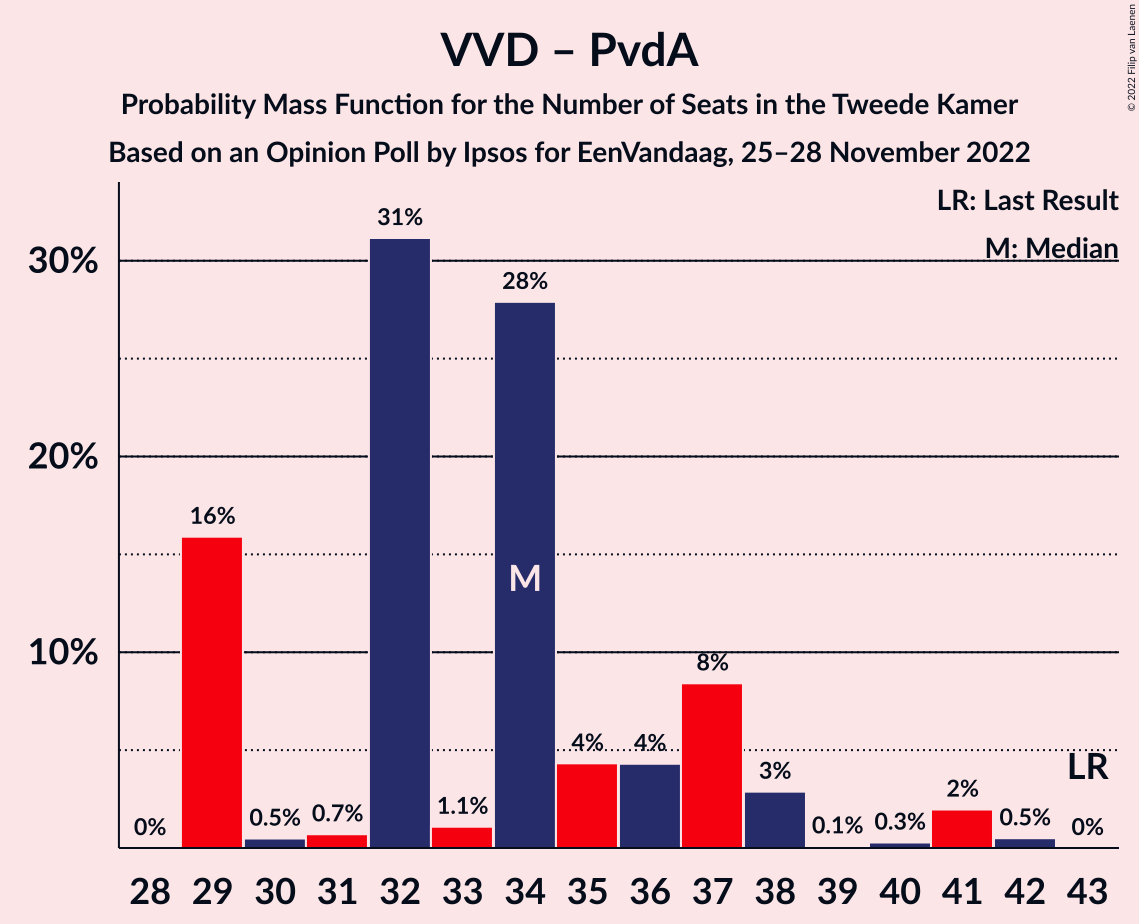 VVD – PvdA
Probability Mass Function for the Number of Seats in the Tweede Kamer
Based on an Opinion Poll by Ipsos for EenVandaag, 25–28 November 2022
© 2022 Filip van Laenen
LR: Last Result
M: Median
30%
20%
10%
0%
16%
0.5%
0.7%
31%
1.1%
28%
4%
4%
8%
3%
0.1%
0.3%
2%
0.5%
0%
M
LR
28 29 30 31 32 33 34 35 36 37 38 39 40 41 42 43